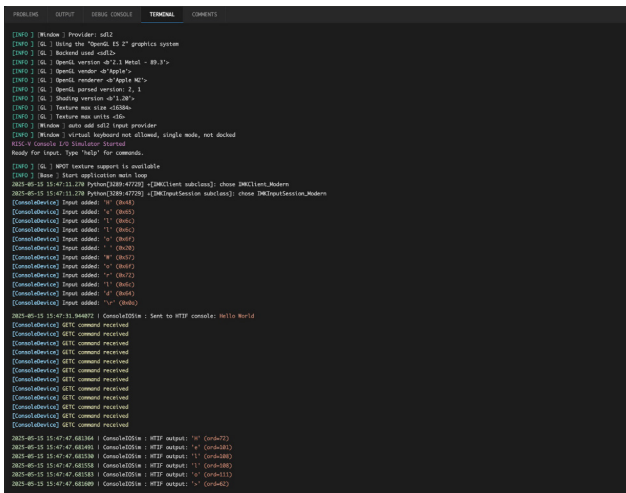 PROBLEMS OUTPUT DEBUG CONSOLE TERMINAL COMMENTS
[INFO ] [Window ] Provider: sdl2
[INFO ] [GL ] Using the "OpenGL ES 2" graphics system
[INFO ] [GL ] Backend used <sdl2>
[INFO ] [GL ] OpenGL version <b'2.1 Metal - 89.3'>
[INFO ] [GL ] OpenGL vendor <b'Apple'>
[INFO ] [GL ] OpenGL renderer <b'Apple M2'>
[INFO ] [GL ] OpenGL parsed version: 2, 1
[INFO ] [GL ] Shading version <b'1.20'>
[INFO ] [GL ] Texture max size <16384>
[INFO ] [GL ] Texture max units <16>
[INFO ] [Window ] auto add sdl2 input provider
[INFO ] [Window ] virtual keyboard not allowed, single mode, not docked
RISC-V Console I/O Simulator Started
Ready for input. Type 'help' for commands.
[INFO ] [GL ] NPOT texture support is available
[INFO ] [Base ] Start application main loop
2025-05-15 15:47:11.270 Python[3289:47729] +[IMKClient subclass]: chose IMKClient_Modern
2025-05-15 15:47:11.270 Python[3289:47729] +[IMKInputSession subclass]: chose IMKInputSession_Modern
[ConsoleDevice] Input added: 'H' (0x48)
[ConsoleDevice] Input added: 'e' (0x65)
[ConsoleDevice] Input added: 'l' (0x6c)
[ConsoleDevice] Input added: 'l' (0x6c)
[ConsoleDevice] Input added: 'o' (0x6f)
[ConsoleDevice] Input added: ' ' (0x20)
[ConsoleDevice] Input added: 'W' (0x57)
[ConsoleDevice] Input added: 'o' (0x6f)
[ConsoleDevice] Input added: 'r' (0x72)
[ConsoleDevice] Input added: 'l' (0x6c)
[ConsoleDevice] Input added: 'd' (0x64)
[ConsoleDevice] Input added: '\r' (0x0a)
2025-05-15 15:47:31.944072 | ConsoleIOSim : Sent to HTIF console: Hello World
[ConsoleDevice] GETC command received
[ConsoleDevice] GETC command received
[ConsoleDevice] GETC command received
[ConsoleDevice] GETC command received
[ConsoleDevice] GETC command received
[ConsoleDevice] GETC command received
[ConsoleDevice] GETC command received
[ConsoleDevice] GETC command received
[ConsoleDevice] GETC command received
[ConsoleDevice] GETC command received
[ConsoleDevice] GETC command received
[ConsoleDevice] GETC command received
2025-05-15 15:47:47.681364 | ConsoleIOSim : HTIF output: 'H' (ord=72)
2025-05-15 15:47:47.681491 | ConsoleIOSim : HTIF output: 'e' (ord=101)
2025-05-15 15:47:47.681530 | ConsoleIOSim : HTIF output: 'l' (ord=108)
2025-05-15 15:47:47.681558 | ConsoleIOSim : HTIF output: 'l' (ord=108)
2025-05-15 15:47:47.681583 | ConsoleIOSim : HTIF output: 'o' (ord=111)
2025-05-15 15:47:47.681609 | ConsoleIOSim : HTIF output: '>' (ord=62)